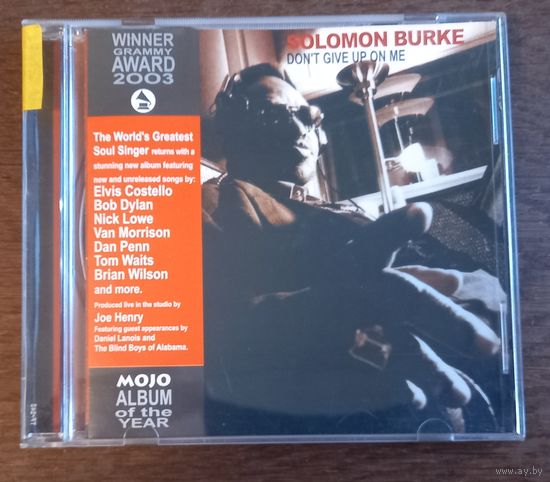 WINNER
GRAMMY
AWARD
2003
SOLOMON BURKE
DON'T GIVE UP ON ME
The World's Greatest
Soul Singer returns with a
stunning new album featuring
new and unreleased songs by:
Elvis Costello
Bob Dylan
Nick Lowe
Van Morrison
Dan Penn
Tom Waits
Brian Wilson
and more.
Produced live in the studio by
Joe Henry
Featuring guest appearances by
Daniel Lanois and
The Blind Boys of Alabama.
MOJO
ALBUM
of the
YEAR
www.ay.by